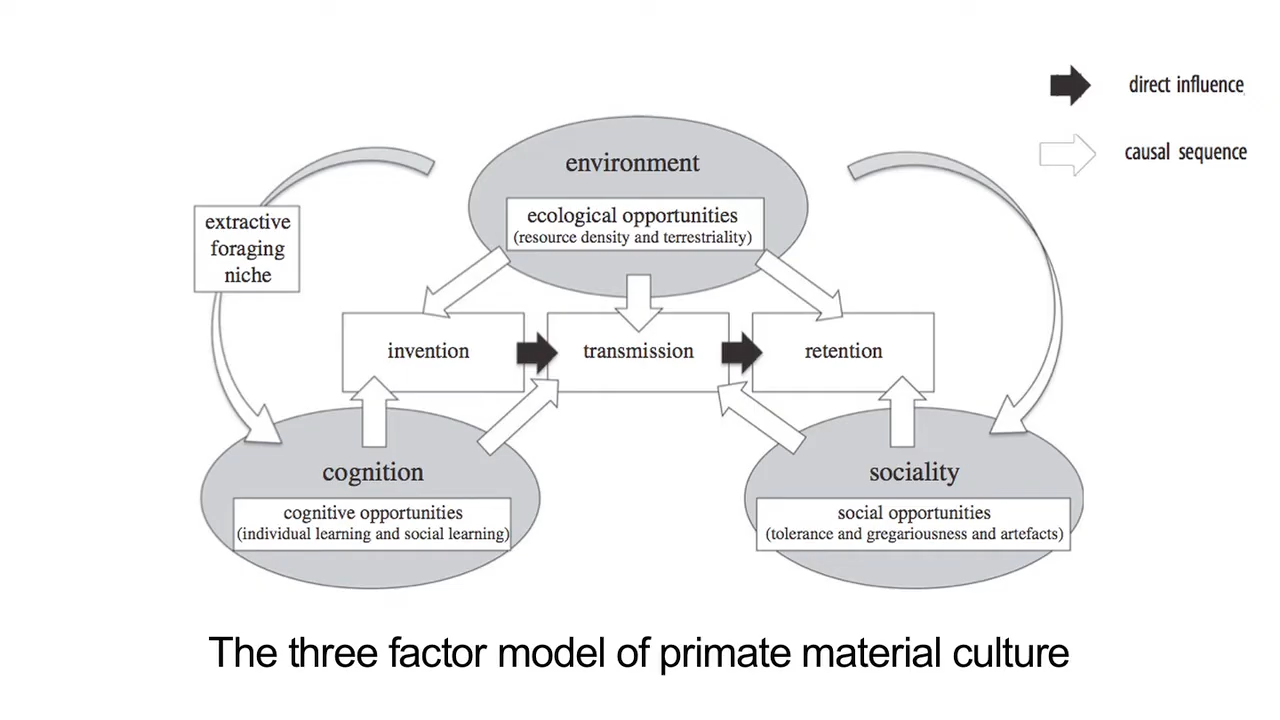 direct influence
causal sequence
environment
ecological opportunities
(resource density and terrestriality)
extractive
foraging
niche
invention
transmission
retention
cognition
cognitive opportunities
(individual learning and social learning)
sociality
social opportunities
(tolerance and gregariousness and artefacts)
The three factor model of primate material culture